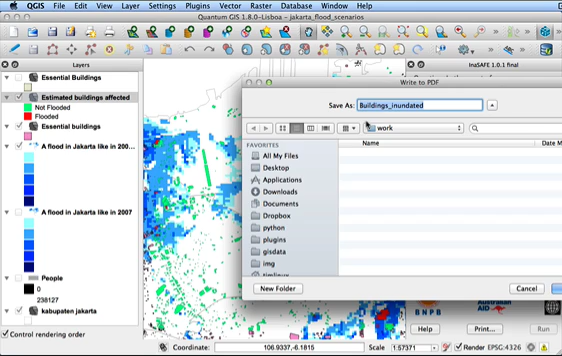 QGIS File Edit View Layer Settings Plugins Vector Raster Database Window Help
Quantum GIS 1.8.0-Lisboa - jakarta_flood_scenarios
Layers
Essential Buildings
Estimated buildings affected
Not Flooded
Flooded
Essential buildings
A flood in Jakarta like in 200...
A flood in Jakarta like in 2007
People
0
238127
kabupaten jakarta
Control rendering order
InaSAFE 1.0.1 final
Write to PDF
Save As: Buildings_inundated
work
FAVORITES
All My Files
Desktop
Applications
Downloads
Documents
Dropbox
python
plugins
gisdata
img
timlinux
Name
Date M
New Folder
Cancel
BNPB
Australian
AID
Help
Print...
Run
Coordinate: 106.9337,-6.1815
Scale 1:57371
Render EPSG:4326